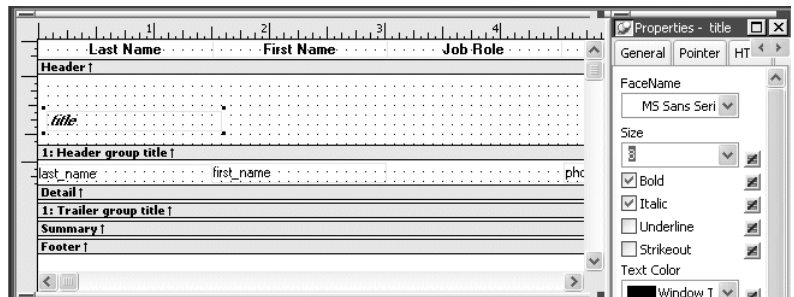 1 2 3 4
Last Name First Name Job Role
Header ↑
title
1: Header group title ↑
last_name first_name pho
Detail ↑
1: Trailer group title ↑
Summary ↑
Footer ↑
Properties - title
General Pointer HT
FaceName
MS Sans Seri
Size
8
Bold
Italic
Underline
Strikeout
Text Color
Window T